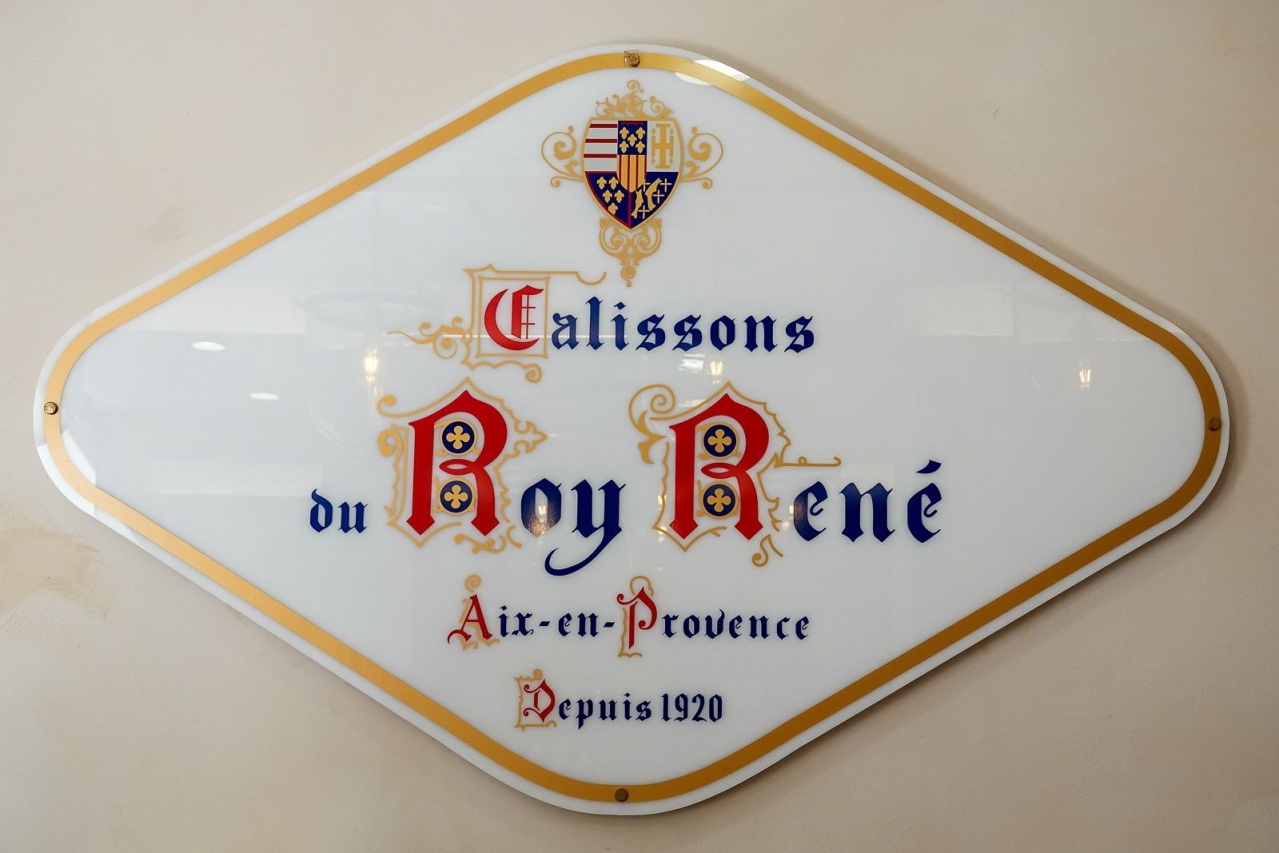 Calissons
du Roy René
Aix-en-Provence
Depuis 1920